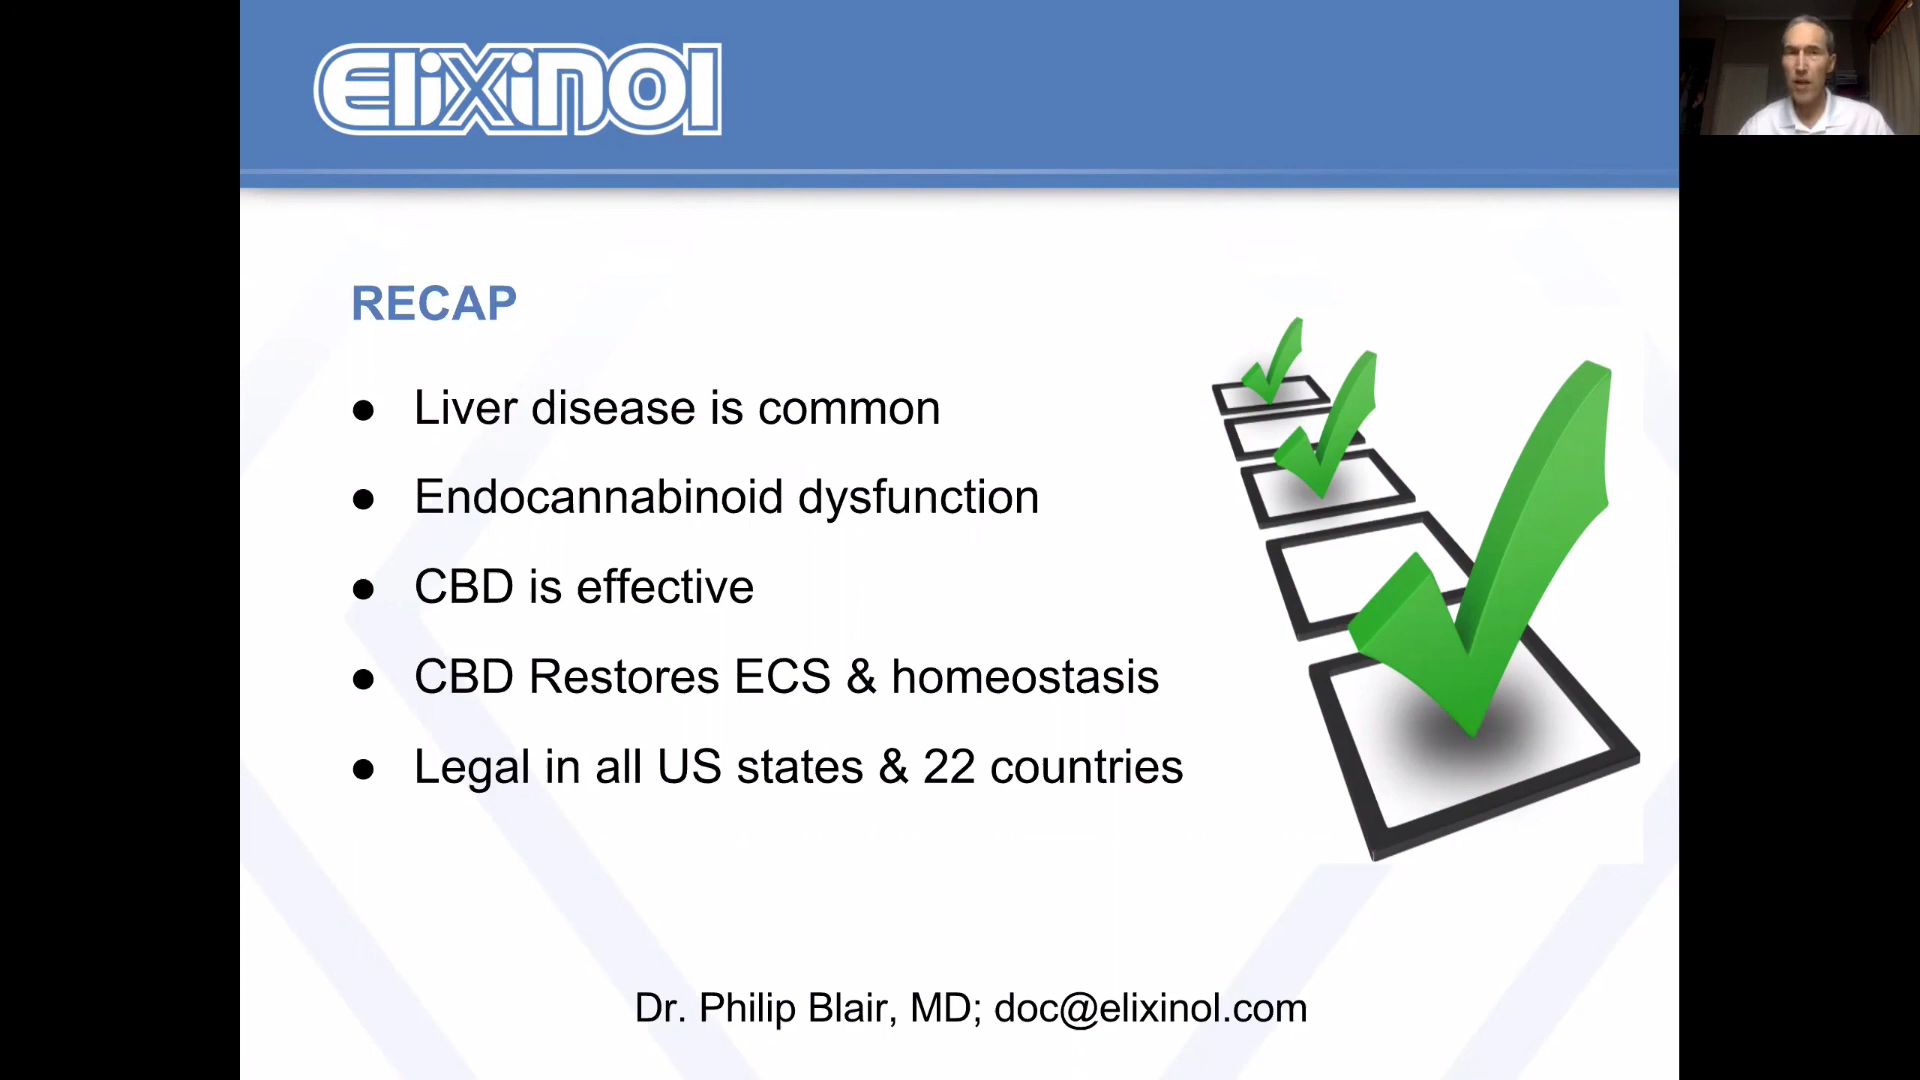 Elixinol
RECAP
● Liver disease is common
● Endocannabinoid dysfunction
● CBD is effective
● CBD Restores ECS & homeostasis
● Legal in all US states & 22 countries
Dr. Philip Blair, MD; doc@elixinol.com